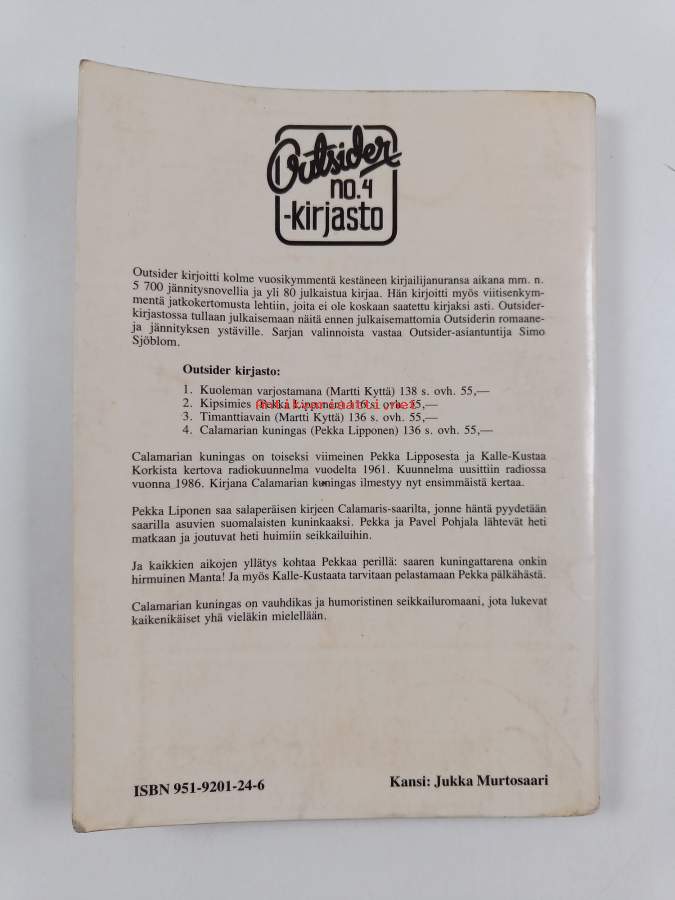 Outsider
no.4
-kirjasto
Outsider kirjoitti kolme vuosikymmentä kestäneen kirjailijanuransa aikana mm. n.
5 700 jännitysnovellia ja yli 80 julkaistua kirjaa. Hän kirjoitti myös viitisenkym-
mentä jatkokertomusta lehtiin, joita ei ole koskaan saatettu kirjaksi asti. Outsider-
kirjastossa tullaan julkaisemaan näitä ennen julkaisemattomia Outsiderin romaane-
ja jännityksen ystäville. Sarjan valinnoista vastaa Outsider-asiantuntija Simo
Sjöblom.
Outsider kirjasto:
1. Kuoleman varjostamana (Martti Kyttä) 138 s. ovh. 55,—
2. Kipsimies (Pekka Lipponen) 136 s. ovh. 55,—
3. Timanttiavain (Martti Kyttä) 136 s. ovh. 55,—
4. Calamarian kuningas (Pekka Lipponen) 136 s. ovh. 55,—
Calamarian kuningas on toiseksi viimeinen Pekka Lipposesta ja Kalle-Kustaa
Korkista kertova radiokuunnelma vuodelta 1961. Kuunnelma uusittiin radiossa
vuonna 1986. Kirjana Calamarian kuningas ilmestyy nyt ensimmäistä kertaa.
Pekka Liponen saa salaperäisen kirjeen Calamaris-saarilta, jonne häntä pyydetään
saarilla asuvien suomalaisten kuninkaaksi. Pekka ja Pavel Pohjala lähtevät heti
matkaan ja joutuvat heti huimiin seikkailuihin.
Ja kaikkien aikojen yllätys kohtaa Pekkaa perillä: saaren kuningattarena onkin
hirmuinen Manta! Ja myös Kalle-Kustaata tarvitaan pelastamaan Pekka pälkähästä.
Calamarian kuningas on vauhdikas ja humoristinen seikkailuromaani, jota lukevat
kaikenikäiset yhä vieläkin mielellään.
ISBN 951-9201-24-6
Kansi: Jukka Murtosaari